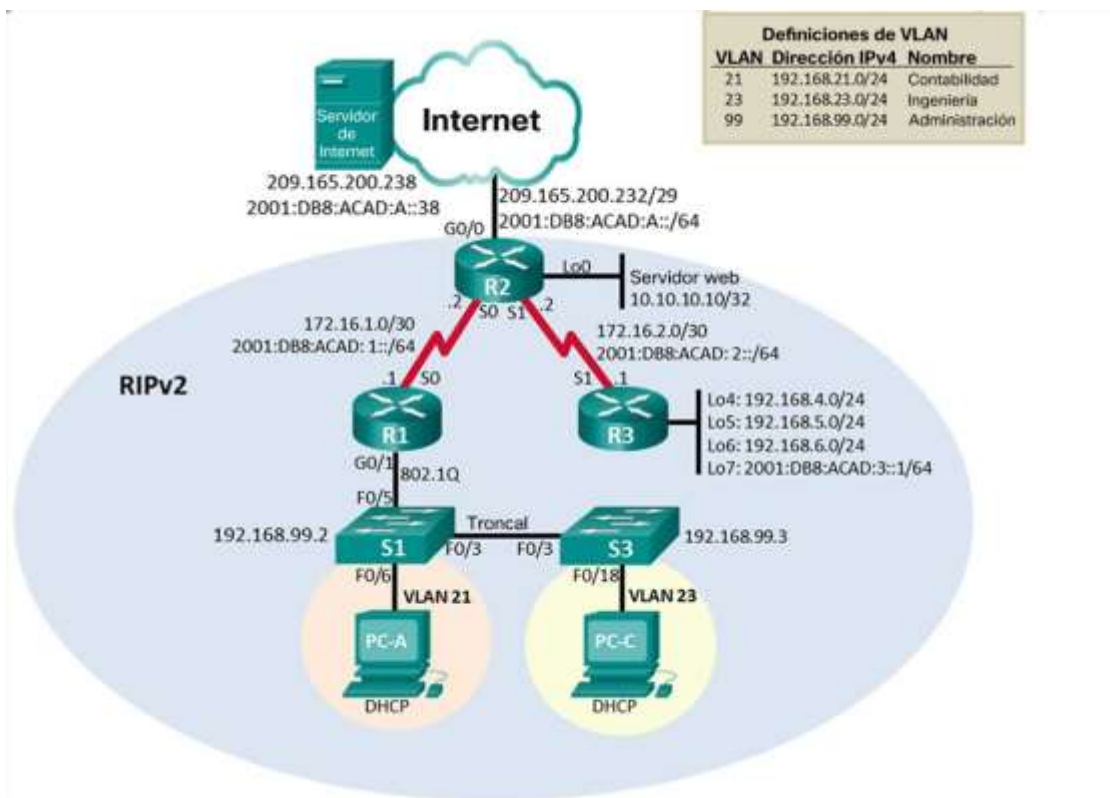 Definiciones de VLAN
VLAN Dirección IPv4 Nombre
21 192.168.21.0/24 Contabilidad
23 192.168.23.0/24 Ingeniería
99 192.168.99.0/24 Administración
Servidor
de
Internet
Internet
209.165.200.238
2001:DB8:ACAD:A::38
209.165.200.232/29
2001:DB8:ACAD:A::/64
G0/0
R2
Lo0
Servidor web
10.10.10.10/32
.2
S0
S1
.2
172.16.1.0/30
2001:DB8:ACAD: 1::/64
172.16.2.0/30
2001:DB8:ACAD: 2::/64
RIPv2
.1
S0
S1
.1
R1
R3
Lo4: 192.168.4.0/24
Lo5: 192.168.5.0/24
Lo6: 192.168.6.0/24
Lo7: 2001:DB8:ACAD:3::1/64
G0/1
802.1Q
F0/5
192.168.99.2
S1
Troncal
F0/3
F0/3
S3
192.168.99.3
F0/6
VLAN 21
F0/18
VLAN 23
PC-A
PC-C
DHCP
DHCP